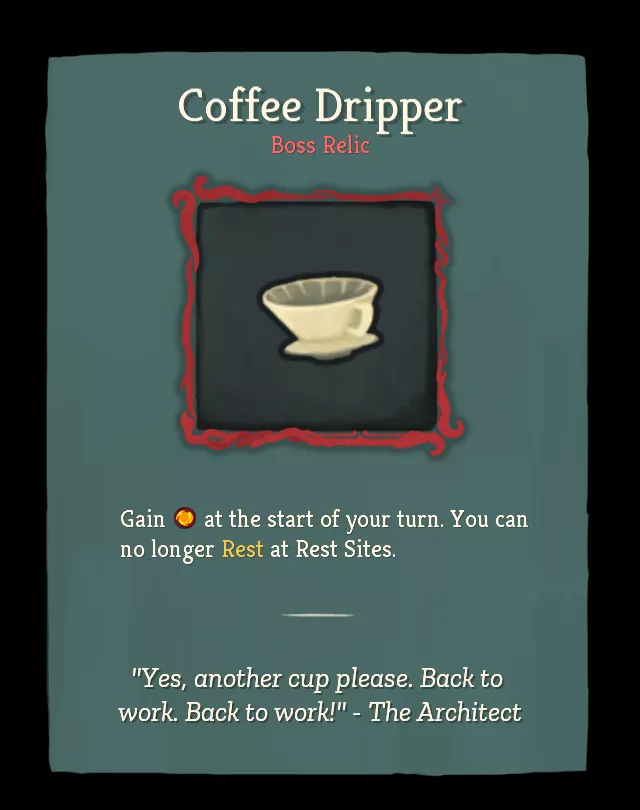 Coffee Dripper
Boss Relic
Gain at the start of your turn. You can
no longer Rest at Rest Sites.
"Yes, another cup please. Back to
work. Back to work!" - The Architect